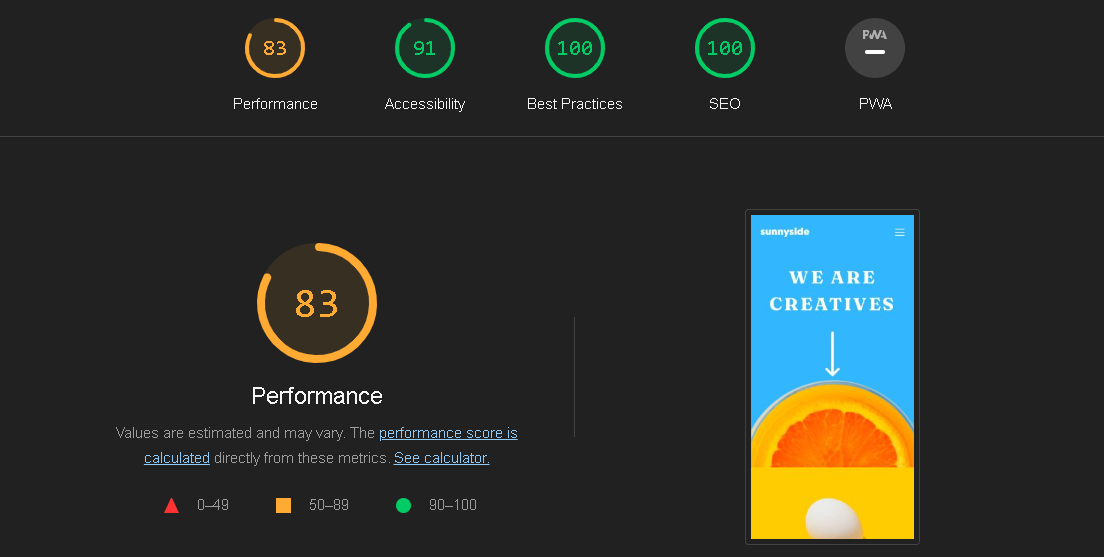 83 91 100 100 PWA
Performance Accessibility Best Practices SEO PWA
83
Performance
Values are estimated and may vary. The performance score is
calculated directly from these metrics. See calculator.
0–49 50–89 90–100
sunnyside
WE ARE
CREATIVES